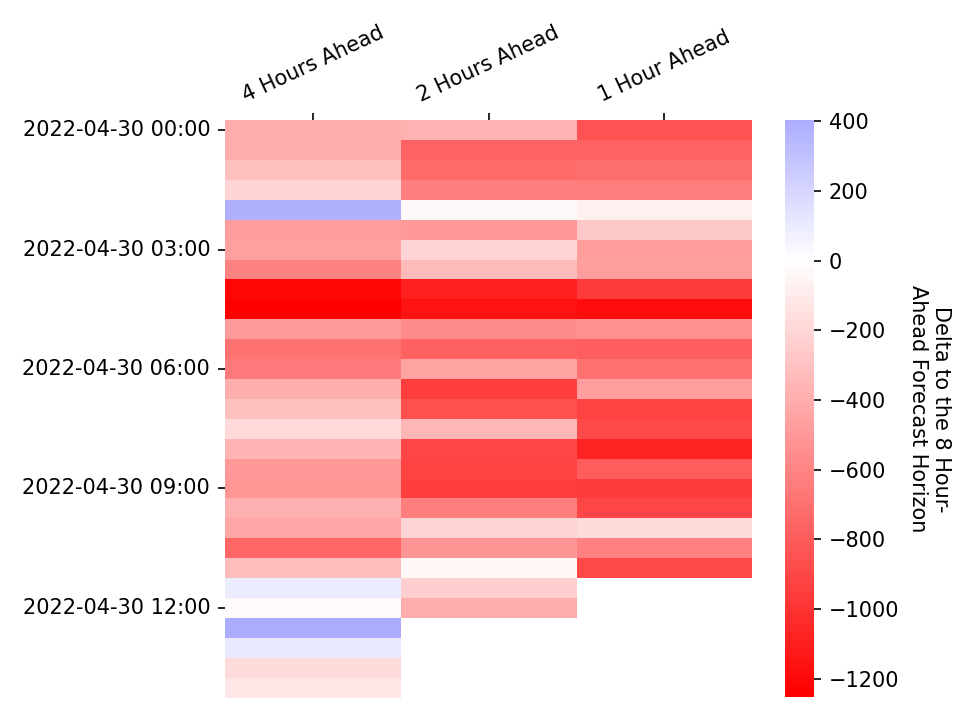 4 Hours Ahead
2 Hours Ahead
1 Hour Ahead
2022-04-30 00:00
2022-04-30 03:00
2022-04-30 06:00
2022-04-30 09:00
2022-04-30 12:00
400
200
0
−200
−400
−600
−800
−1000
−1200
Delta to the 8 Hour-
Ahead Forecast Horizon